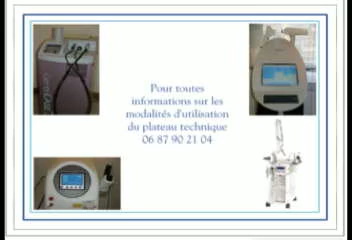 Pour toutes
informations sur les
modalités d'utilisation
du plateau technique
06 87 90 21 04